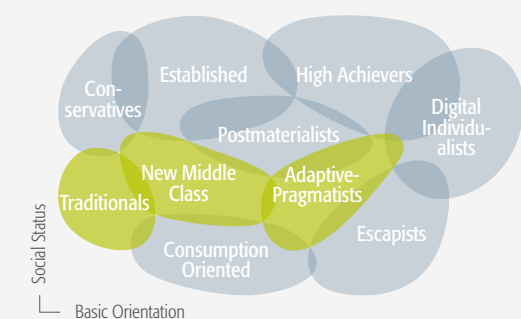 Established
High Achievers
Con-
servatives
Digital
Individu-
alists
Postmaterialists
New Middle
Class
Adaptive-
Pragmatists
Traditionals
Escapists
Consumption
Oriented
Social Status
Basic Orientation